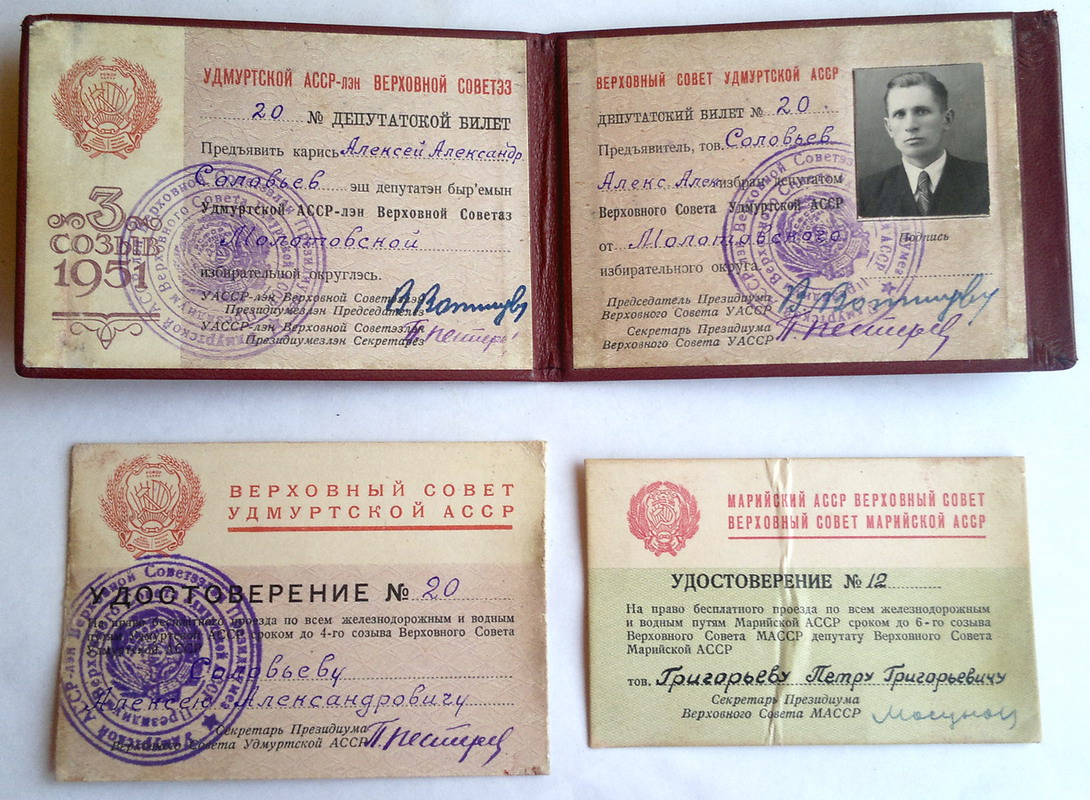 УДМУРТСКОЙ АССР-лэн ВЕРХОВНОЙ СОВЕТЭЗ
20 № ДЕПУТАТСКОЙ БИЛЕТ
Предъявить карись Алексей Александр
Соловьев эш депутатэн быр'емын
Удмуртской АССР-лэн Верховной Советаз
Молотовской
избирательной округлэсь.
УАССР-лэн Верховной Советэзлэн
Президиумезлэн Председателез
УАССР-лэн Верховной Советэзлэн
Президиумезлэн Секретарез
3
СОЗЫВ
1951
ВЕРХОВНЫЙ СОВЕТ УДМУРТСКОЙ АССР
ДЕПУТАТСКИЙ БИЛЕТ № 20
Предъявитель, тов. Соловьев
Алекс Алек избран депутатом
Верховного Совета Удмуртской АССР
от Молотовского
избирательного округа
Подпись
Председатель Президиума
Верховного Совета УАССР
Секретарь Президиума
Верховного Совета УАССР
ВЕРХОВНЫЙ СОВЕТ
УДМУРТСКОЙ АССР
УДОСТОВЕРЕНИЕ № 20
На право бесплатного проезда по всем железнодорожным и водным
путям Удмуртской АССР сроком до 4-го созыва Верховного Совета
Удмуртской АССР
Соловьеву
Алексею Александровичу
Секретарь Президиума
Верховного Совета Удмуртской АССР
МАРИЙСКИЙ АССР ВЕРХОВНЫЙ СОВЕТ
ВЕРХОВНЫЙ СОВЕТ МАРИЙСКОЙ АССР
УДОСТОВЕРЕНИЕ № 12
На право бесплатного проезда по всем железнодорожным
и водным путям Марийской АССР сроком до 6-го созыва
Верховного Совета МАССР депутату Верховного Совета
Марийской АССР
тов. Григорьеву Петру Григорьевичу
Секретарь Президиума
Верховного Совета МАССР